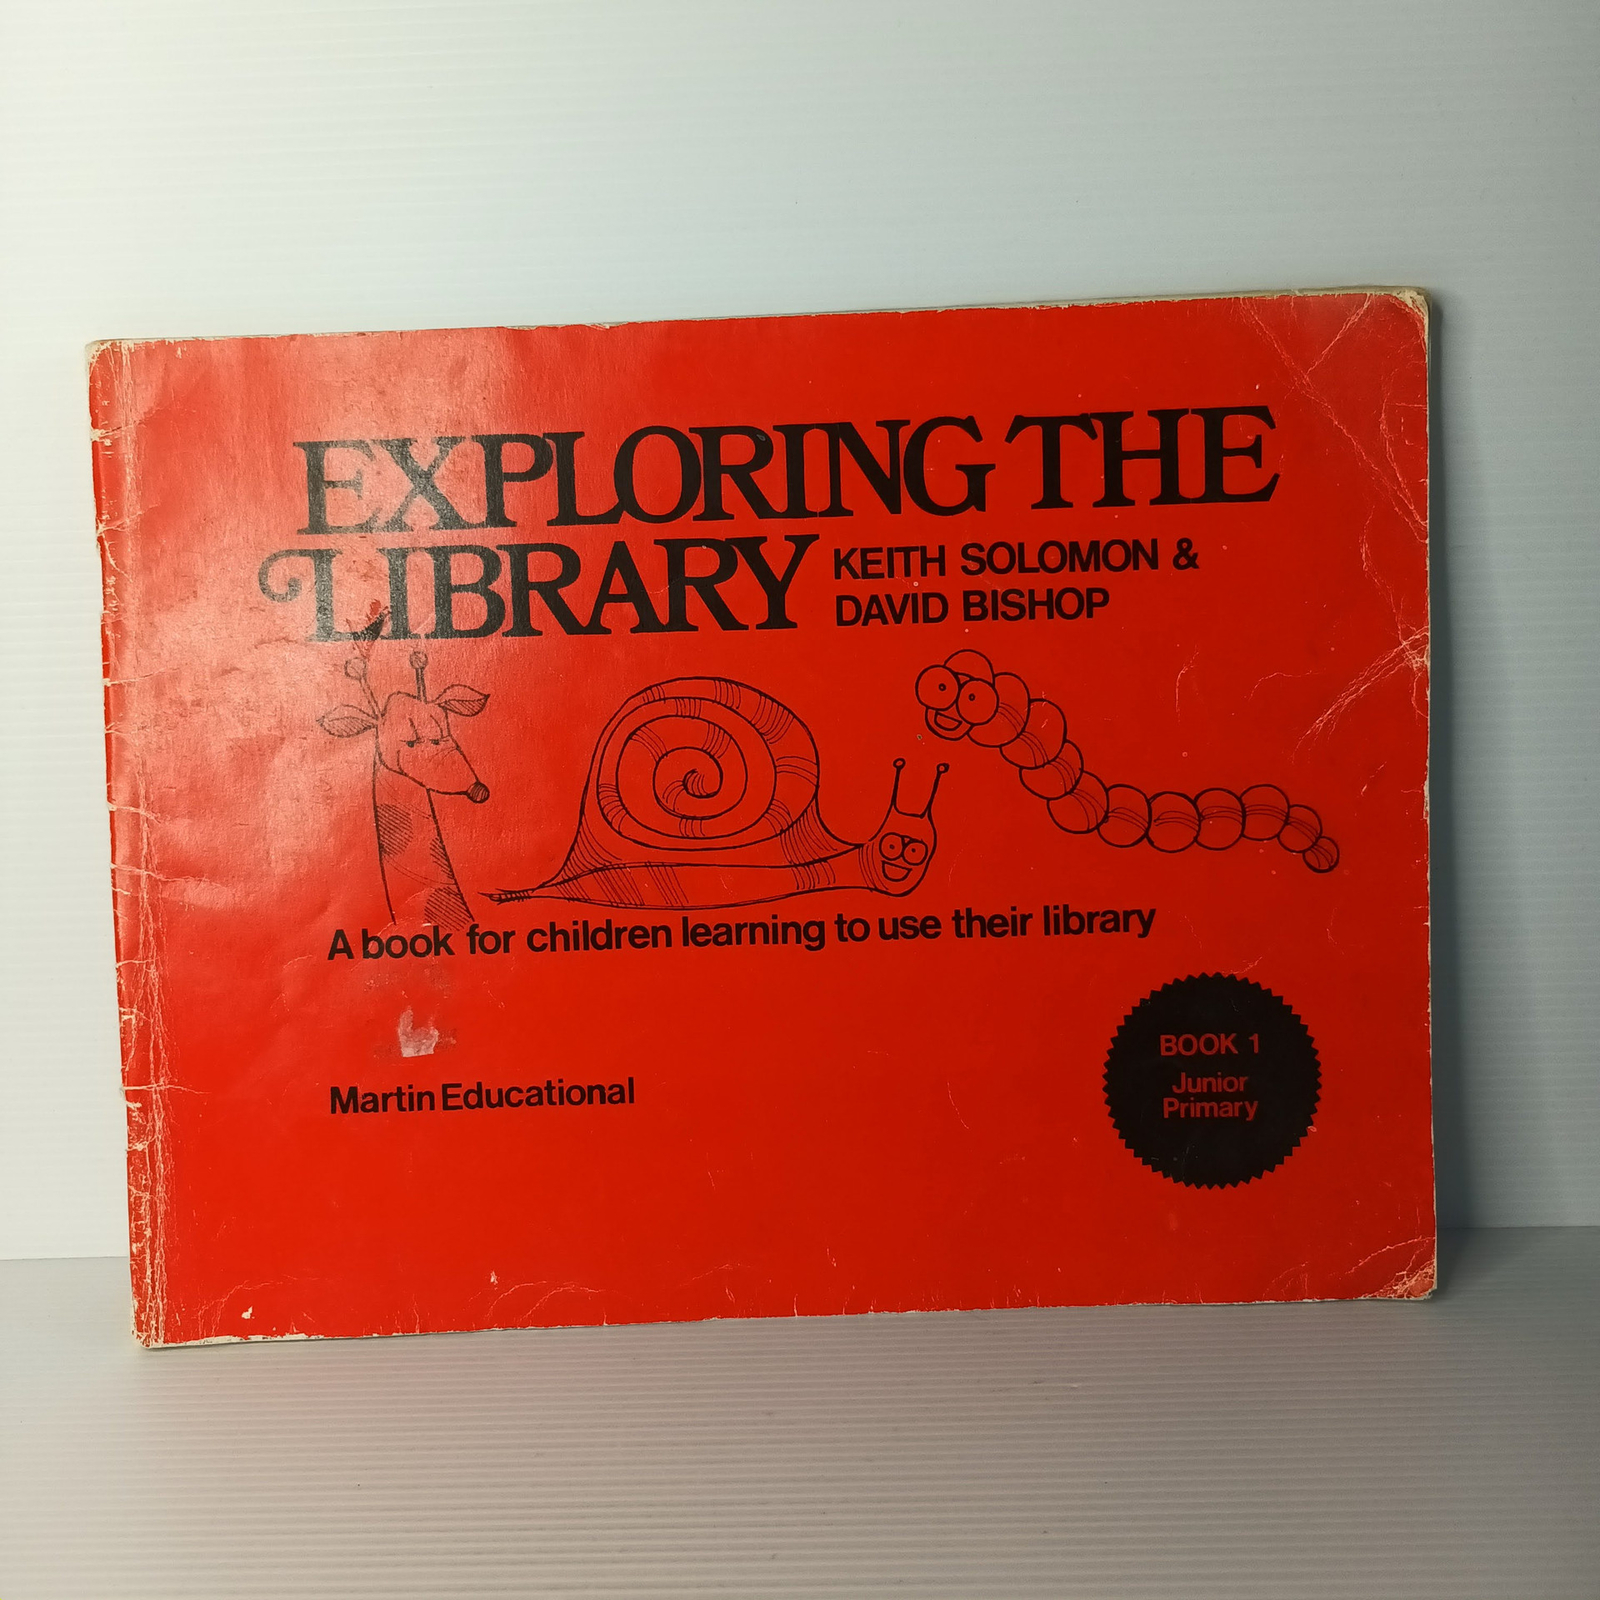 EXPLORING THE
LIBRARY
KEITH SOLOMON &
DAVID BISHOP
A book for children learning to use their library
Martin Educational
BOOK 1
Junior
Primary